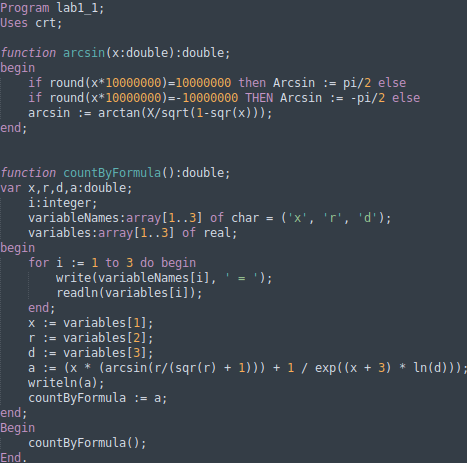 Program lab1_1;
Uses crt;
function arcsin(x:double):double;
begin
if round(x*10000000)=10000000 then Arcsin := pi/2 else
if round(x*10000000)=-10000000 THEN Arcsin := -pi/2 else
arcsin := arctan(X/sqrt(1-sqr(x)));
end;
function countByFormula():double;
var x,r,d,a:double;
i:integer;
variableNames:array[1..3] of char = ('x', 'r', 'd');
variables:array[1..3] of real;
begin
for i := 1 to 3 do begin
write(variableNames[i], ' = ');
readln(variables[i]);
end;
x := variables[1];
r := variables[2];
d := variables[3];
a := (x * (arcsin(r/(sqr(r) + 1))) + 1 / exp((x + 3) * ln(d)));
writeln(a);
countByFormula := a;
end;
Begin
countByFormula();
End.